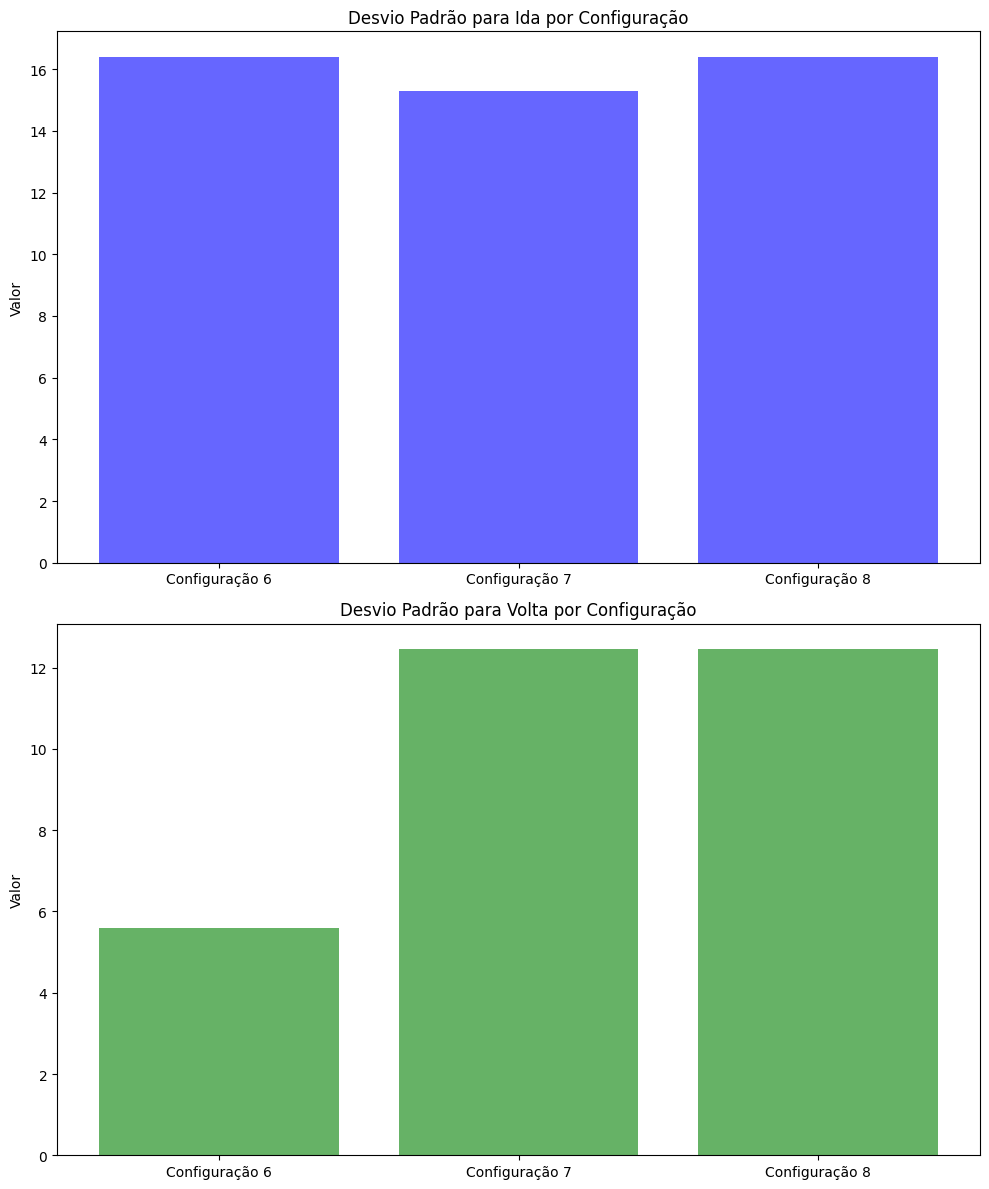 Desvio Padrão para Ida por Configuração
16
14
12
10
8
6
4
2
0
Valor
Configuração 6
Configuração 7
Configuração 8
Desvio Padrão para Volta por Configuração
12
10
8
6
4
2
0
Valor
Configuração 6
Configuração 7
Configuração 8